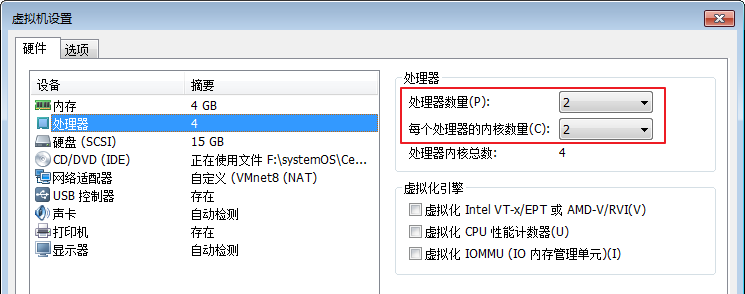 虚拟机设置
硬件 选项
设备 摘要
内存 4 GB
处理器 4
硬盘 (SCSI) 15 GB
CD/DVD (IDE) 正在使用文件 F:\systemOS\Ce...
网络适配器 自定义 (VMnet8 (NAT)
USB 控制器 存在
声卡 自动检测
打印机 存在
显示器 自动检测
处理器
处理器数量(P): 2
每个处理器的内核数量(C): 2
处理器内核总数: 4
虚拟化引擎
虚拟化 Intel VT-x/EPT 或 AMD-V/RVI(V)
虚拟化 CPU 性能计数器(U)
虚拟化 IOMMU (IO 内存管理单元)(I)